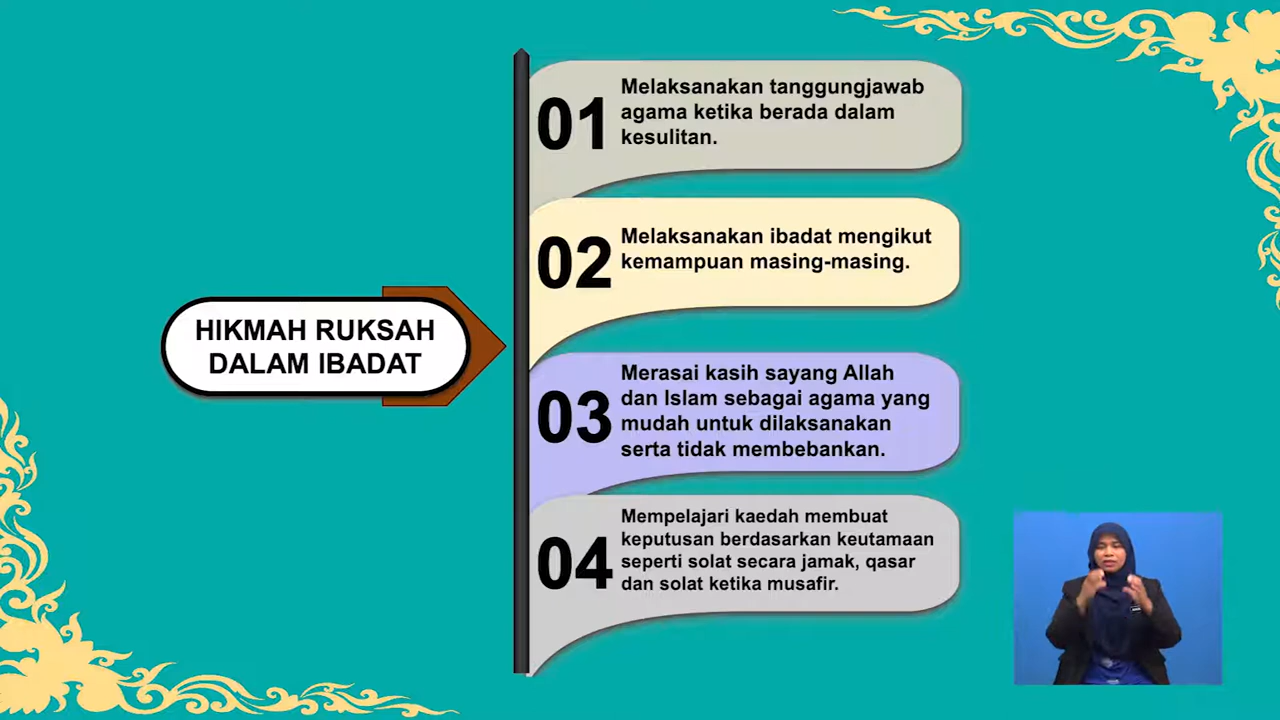 HIKMAH RUKSAH
DALAM IBADAT
01
Melaksanakan tanggungjawab
agama ketika berada dalam
kesulitan.
02
Melaksanakan ibadat mengikut
kemampuan masing-masing.
03
Merasai kasih sayang Allah
dan Islam sebagai agama yang
mudah untuk dilaksanakan
serta tidak membebankan.
04
Mempelajari kaedah membuat
keputusan berdasarkan keutamaan
seperti solat secara jamak, qasar
dan solat ketika musafir.